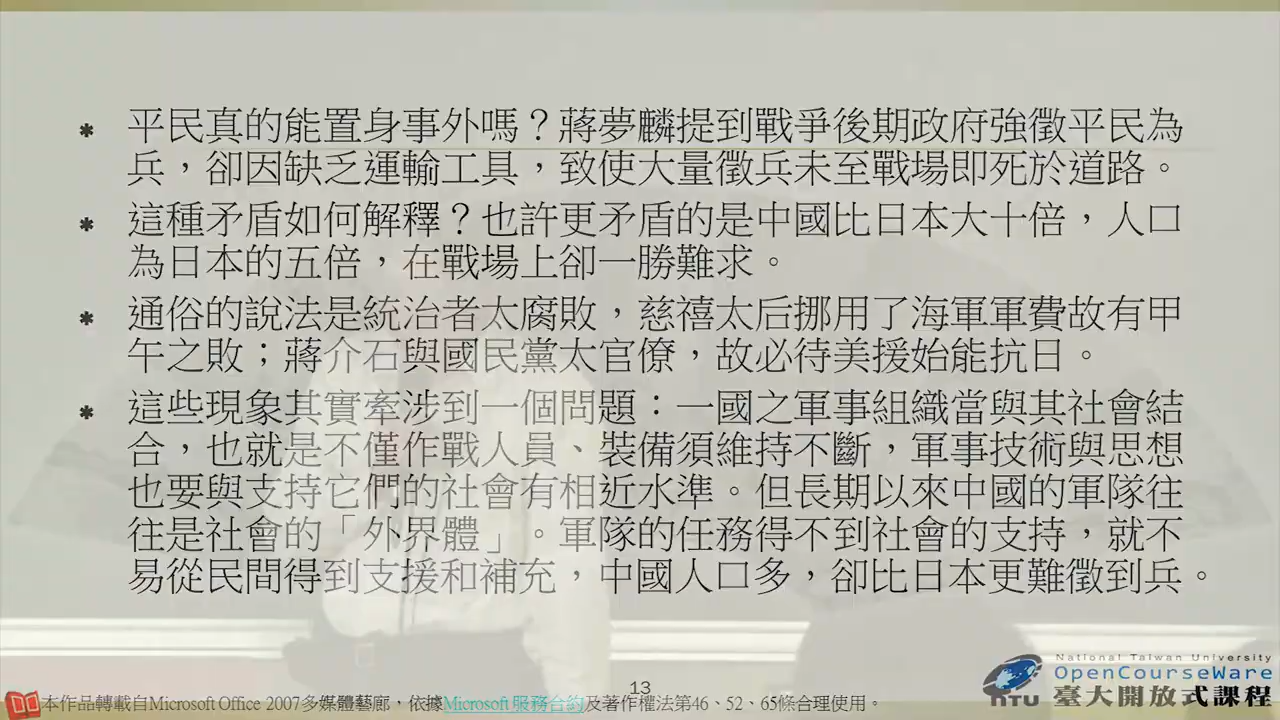 * 平民真的能置身事外嗎？蔣夢麟提到戰爭後期政府強徵平民為
兵，卻因缺乏運輸工具，致使大量徵兵未至戰場即死於道路。
* 這種矛盾如何解釋？也許更矛盾的是中國比日本大十倍，人口
為日本的五倍，在戰場上卻一勝難求。
* 通俗的說法是統治者太腐敗，慈禧太后挪用了海軍軍費故有甲
午之敗；蔣介石與國民黨太官僚，故必待美援始能抗日。
* 這些現象其實牽涉到一個問題：一國之軍事組織當與其社會結
合，也就是不僅作戰人員、裝備須維持不斷，軍事技術與思想
也要與支持它們的社會有相近水準。但長期以來中國的軍隊往
往是社會的「外界體」。軍隊的任務得不到社會的支持，就不
易從民間得到支援和補充，中國人口多，卻比日本更難徵到兵。
13
本作品轉載自Microsoft Office 2007多媒體藝廊，依據Microsoft 服務合約及著作權法第46、52、65條合理使用。
National Taiwan University
OpenCourseWare
NTU 臺大開放式課程